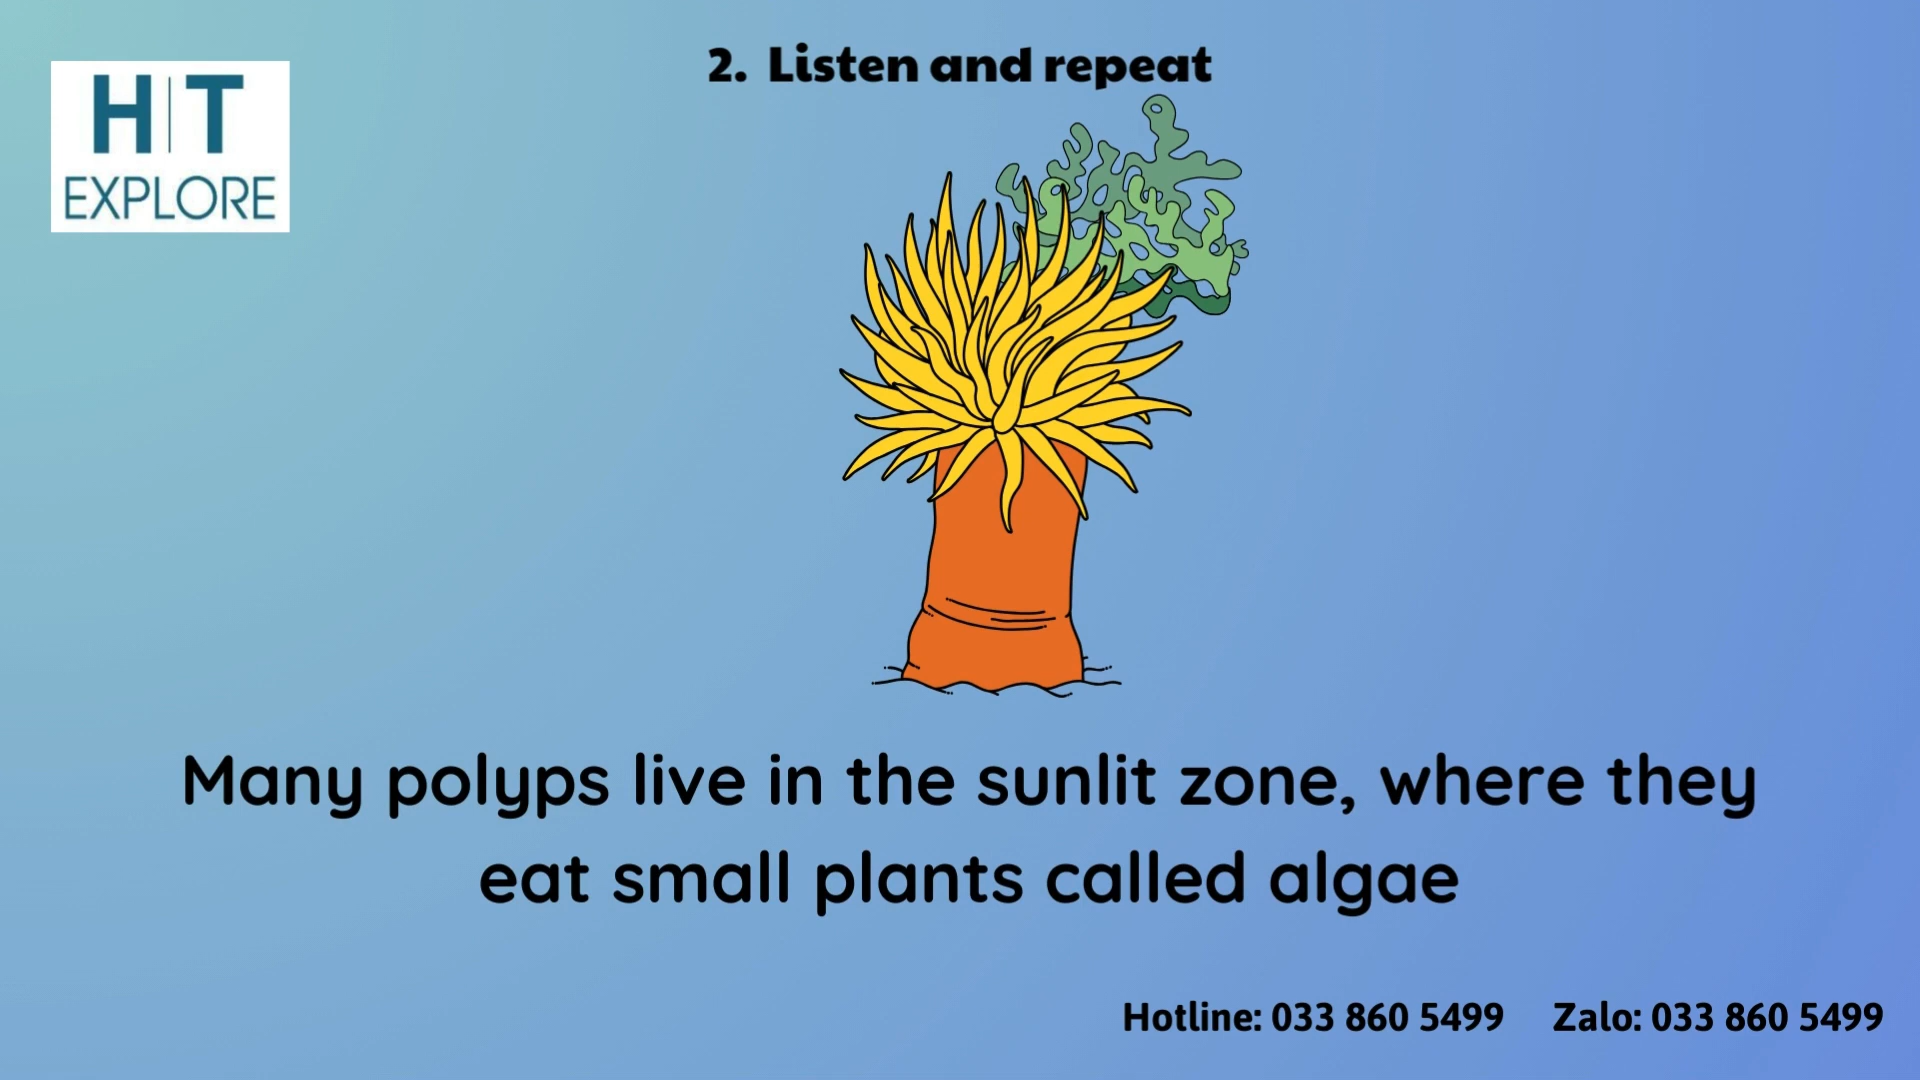 2. Listen and repeat
H|T
EXPLORE
Many polyps live in the sunlit zone, where they
eat small plants called algae
Hotline: 033 860 5499 Zalo: 033 860 5499